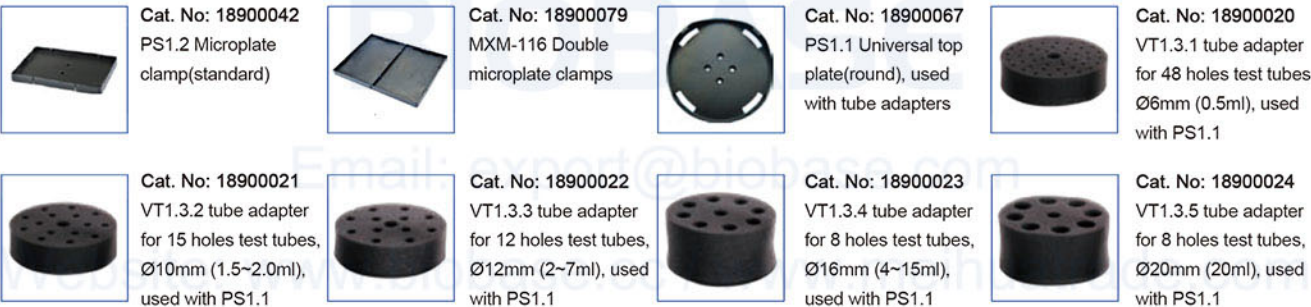 Cat. No: 18900042
PS1.2 Microplate
clamp(standard)
Cat. No: 18900079
MXM-116 Double
microplate clamps
Cat. No: 18900067
PS1.1 Universal top
plate(round), used
with tube adapters
Cat. No: 18900020
VT1.3.1 tube adapter
for 48 holes test tubes
Ø6mm (0.5ml), used
with PS1.1
BIOBASE
Email: export@biobase.com
Cat. No: 18900021
VT1.3.2 tube adapter
for 15 holes test tubes,
Ø10mm (1.5~2.0ml),
used with PS1.1
Cat. No: 18900022
VT1.3.3 tube adapter
for 12 holes test tubes,
Ø12mm (2~7ml), used
with PS1.1
Cat. No: 18900023
VT1.3.4 tube adapter
for 8 holes test tubes,
Ø16mm (4~15ml),
used with PS1.1
Cat. No: 18900024
VT1.3.5 tube adapter
for 8 holes test tubes,
Ø20mm (20ml), used
with PS1.1